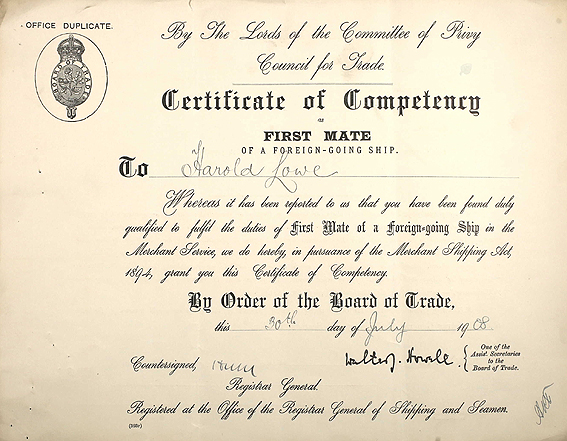 OFFICE DUPLICATE.
BOARD OF TRADE
By The Lords of the Committee of Privy
Council for Trade.
Certificate of Competency
as
FIRST MATE
OF A FOREIGN-GOING SHIP.
To Harold Lowe
Whereas it has been reported to us that you have been found duly
qualified to fulfil the duties of First Mate of a Foreign-going Ship in the
Merchant Service, we do hereby, in pursuance of the Merchant Shipping Act,
1894, grant you this Certificate of Competency.
By Order of the Board of Trade,
this 30th day of July 1908
Countersigned,
Walter J. Howell. { One of the
Assist. Secretaries
to the
Board of Trade.
Registrar General.
Registered at the Office of the Registrar General of Shipping and Seamen.